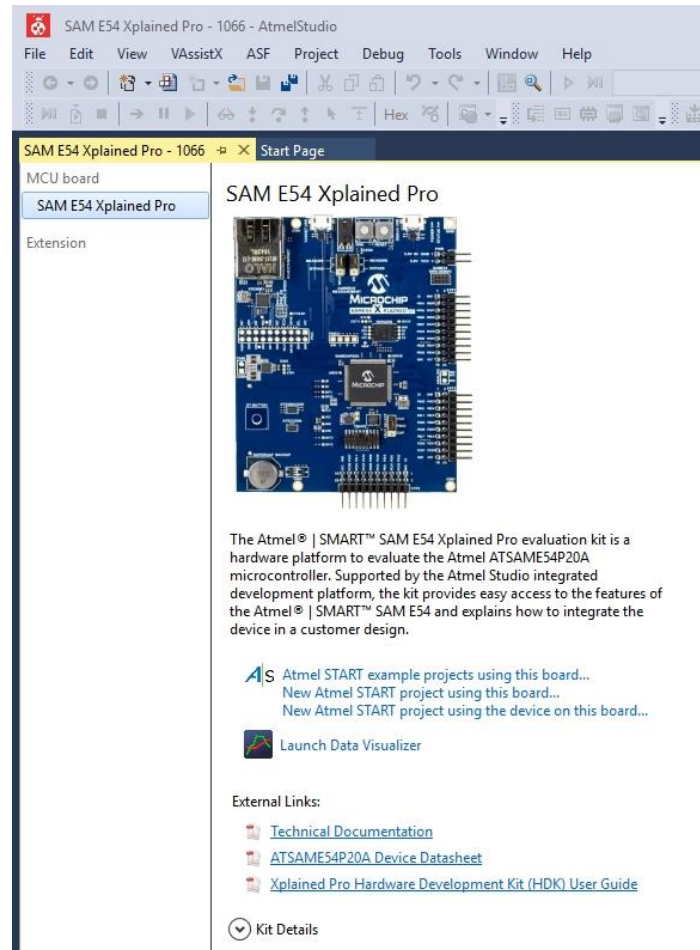 SAM E54 Xplained Pro - 1066 - AtmelStudio
File Edit View VAssistX ASF Project Debug Tools Window Help
Hex
SAM E54 Xplained Pro - 1066 Start Page
MCU board
SAM E54 Xplained Pro
Extension
SAM E54 Xplained Pro
MICROCHIP
MICROCHIP
The Atmel® | SMART™ SAM E54 Xplained Pro evaluation kit is a
hardware platform to evaluate the Atmel ATSAME54P20A
microcontroller. Supported by the Atmel Studio integrated
development platform, the kit provides easy access to the features of
the Atmel® | SMART™ SAM E54 and explains how to integrate the
device in a customer design.
Atmel START example projects using this board...
New Atmel START project using this board...
New Atmel START project using the device on this board...
Launch Data Visualizer
External Links:
Technical Documentation
ATSAME54P20A Device Datasheet
Xplained Pro Hardware Development Kit (HDK) User Guide
Kit Details